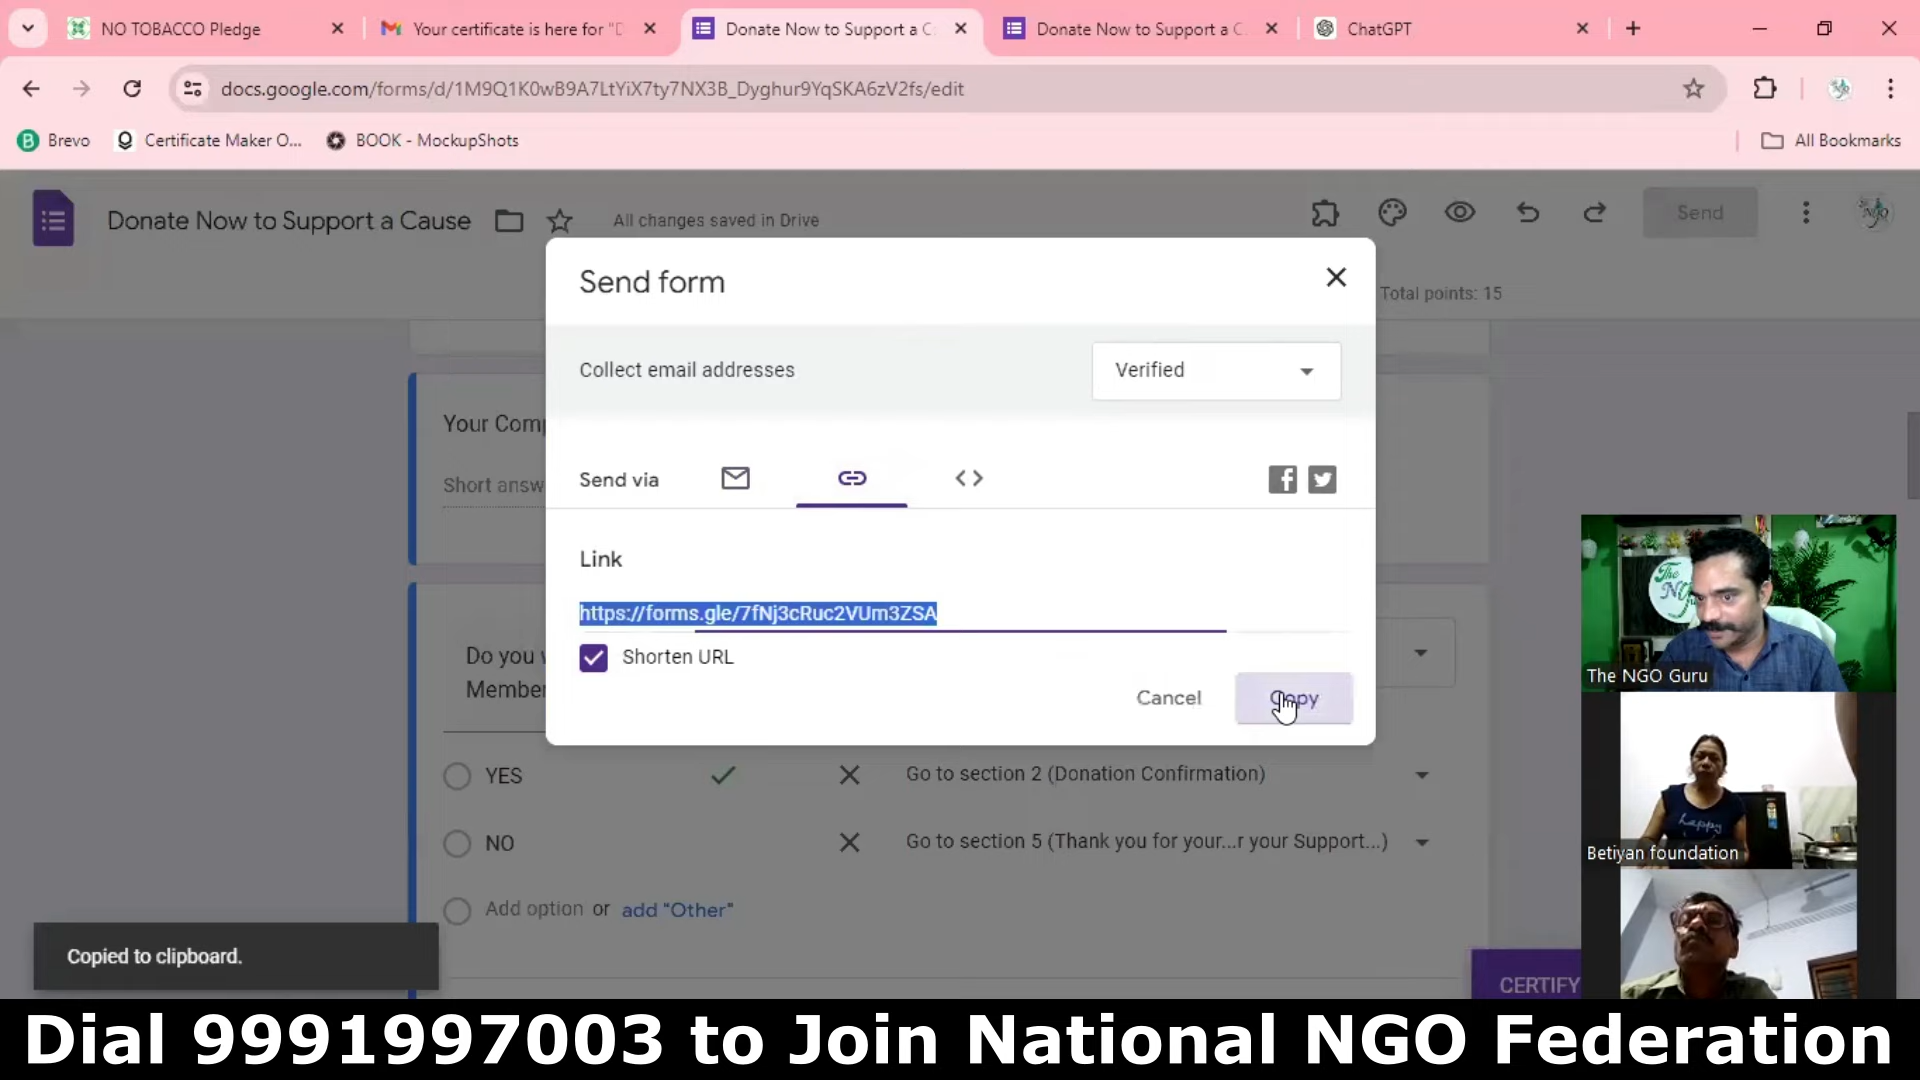 NO TOBACCO Pledge
Your certificate is here for "D
Donate Now to Support a C
Donate Now to Support a C
ChatGPT
docs.google.com/forms/d/1M9Q1K0wB9A7LtYiX7ty7NX3B_Dyghur9YqSKA6zV2fs/edit
Brevo
Certificate Maker O...
BOOK - MockupShots
All Bookmarks
Donate Now to Support a Cause
All changes saved in Drive
Send
Total points: 15
Send form
Collect email addresses
Verified
Your Comp
Short answ
Send via
Link
https://forms.gle/7fNj3cRuc2VUm3ZSA
Shorten URL
Cancel
Copy
Do you
Member
YES
Go to section 2 (Donation Confirmation)
NO
Go to section 5 (Thank you for your...r your Support...)
Add option or add "Other"
Copied to clipboard.
CERTIFY
The NGO Guru
happy
Betiyan foundation
Dial 9991997003 to Join National NGO Federation